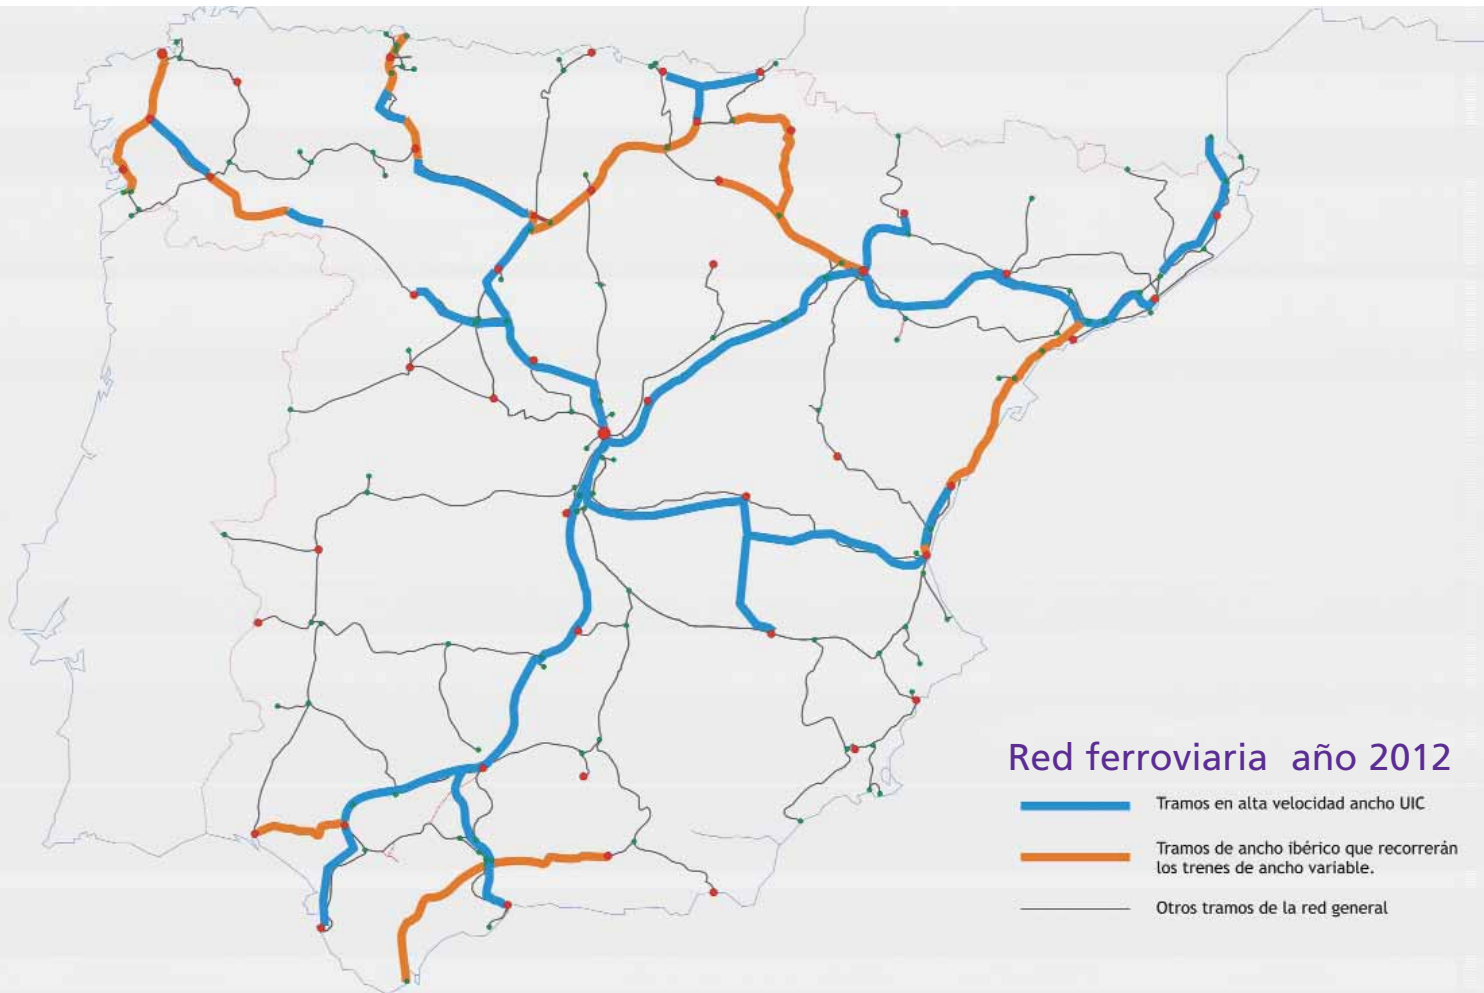 Red ferroviaria año 2012
Tramos en alta velocidad ancho UIC
Tramos de ancho ibérico que recorrerán
los trenes de ancho variable.
Otros tramos de la red general